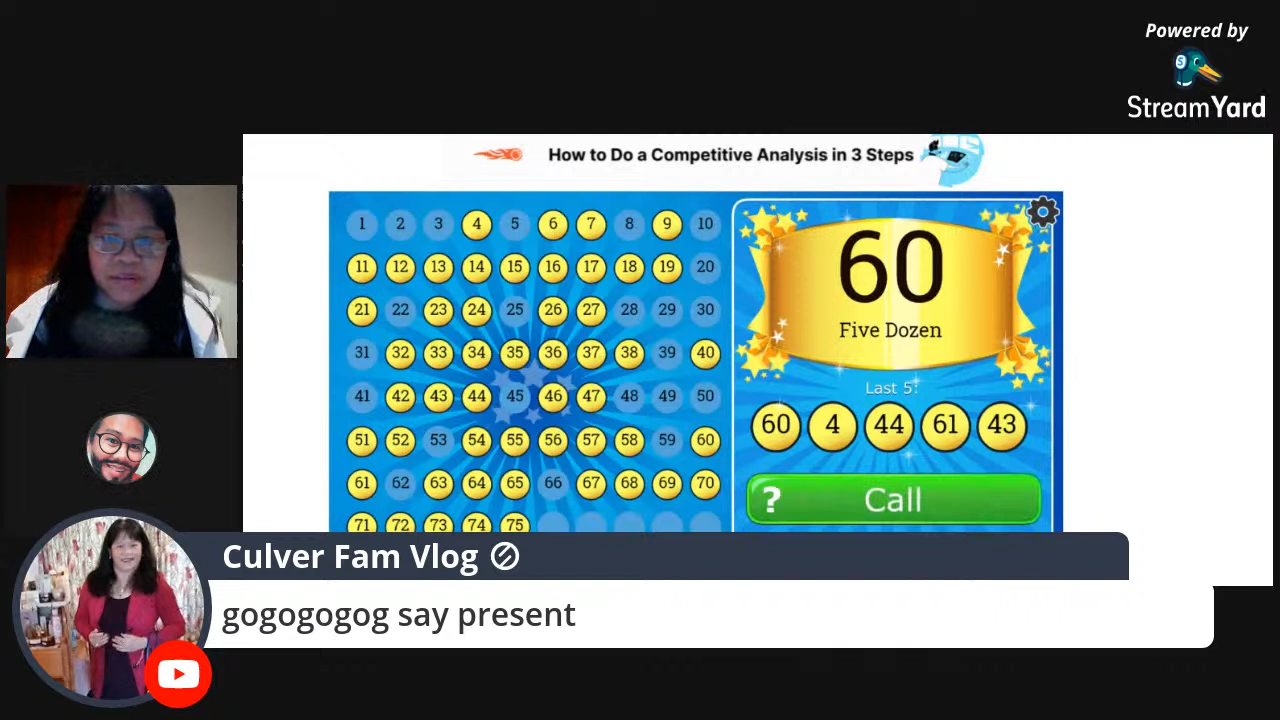 Powered by
StreamYard
How to Do a Competitive Analysis in 3 Steps
1 2 3 4 5 6 7 8 9 10
11 12 13 14 15 16 17 18 19 20
21 22 23 24 25 26 27 28 29 30
31 32 33 34 35 36 37 38 39 40
41 42 43 44 45 46 47 48 49 50
51 52 53 54 55 56 57 58 59 60
61 62 63 64 65 66 67 68 69 70
71 72 73 74 75
60
Five Dozen
Last 5:
60 4 44 61 43
? Call
Culver Fam Vlog
gogogogog say present